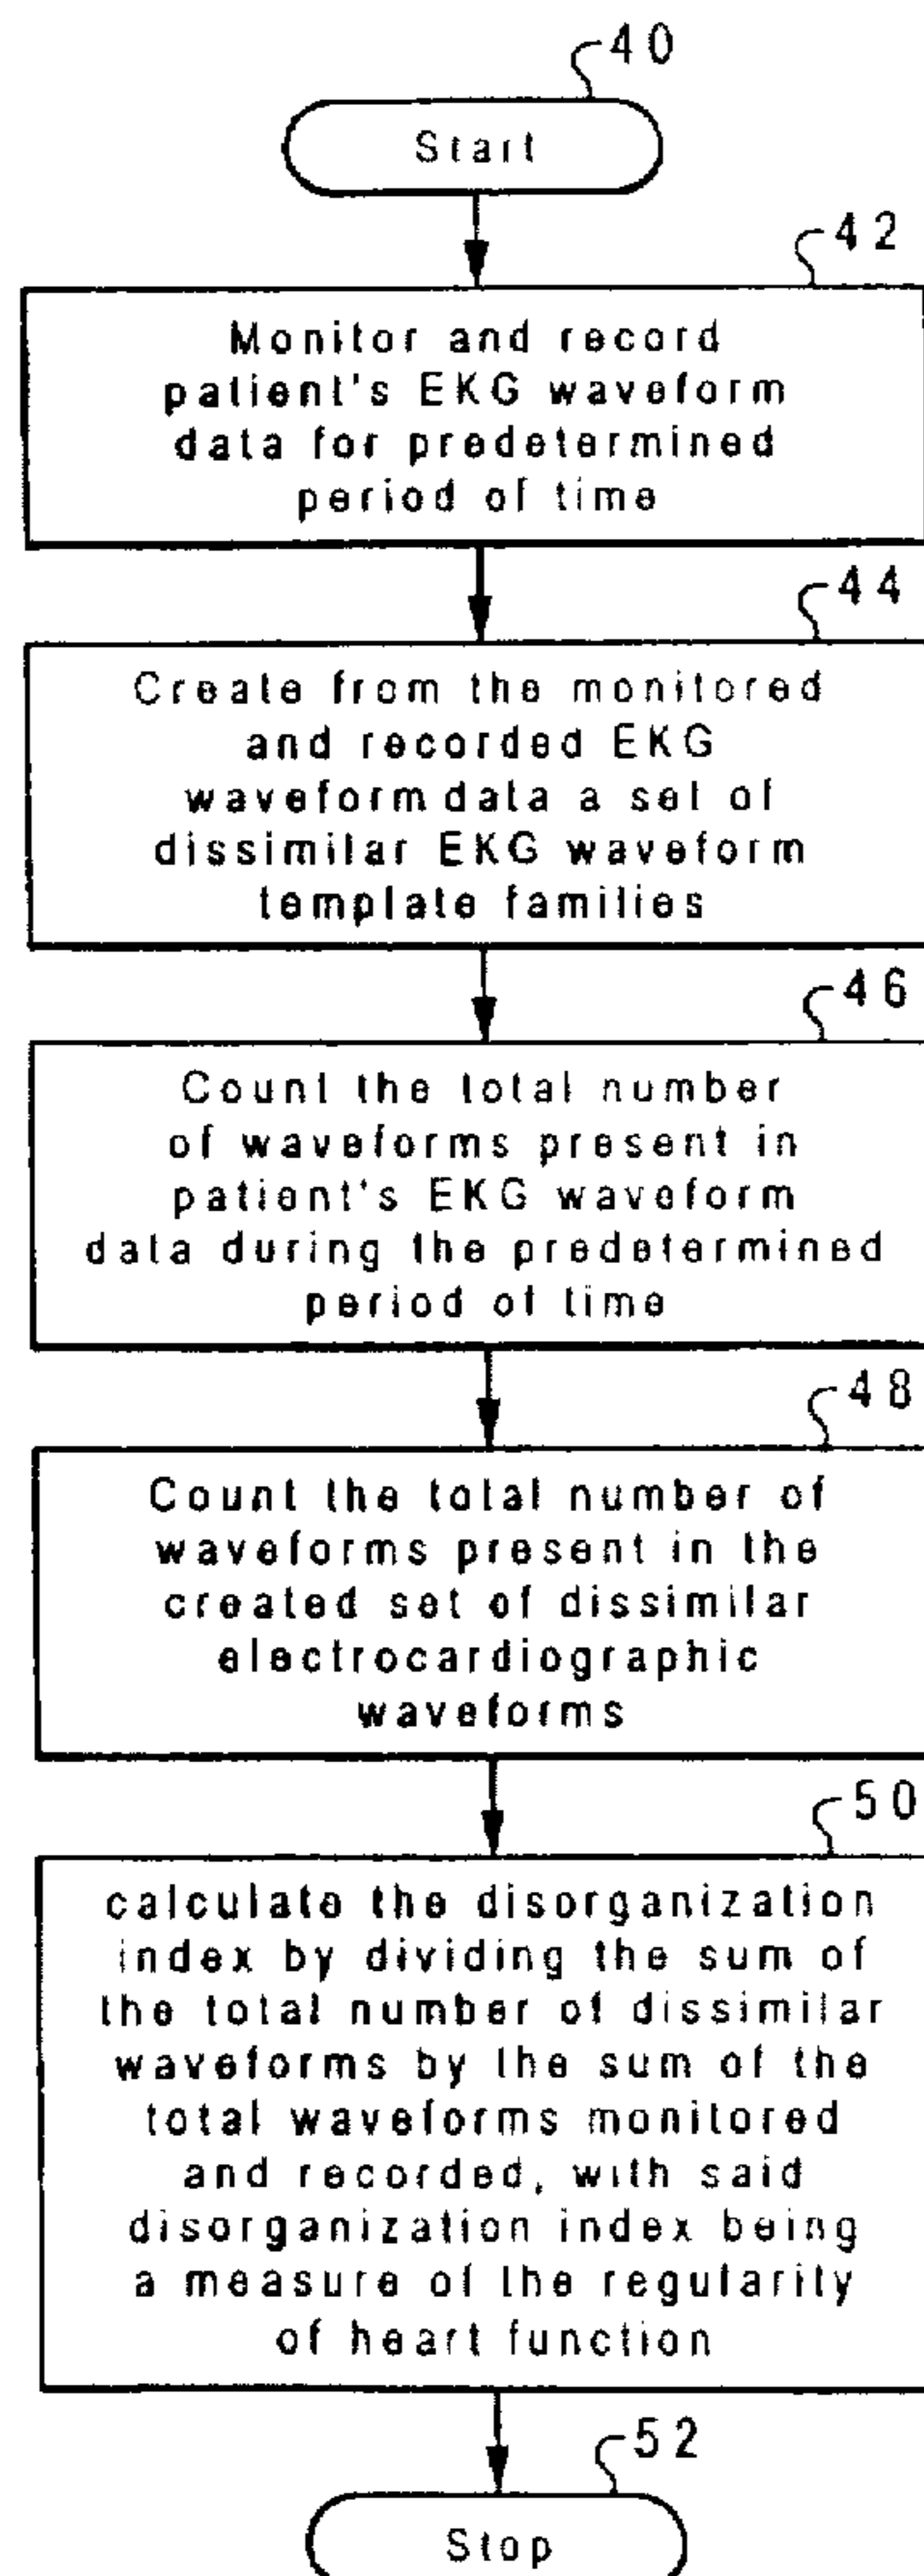 40
Start
42
Monitor and record
patient's EKG waveform
data for predetermined
period of time
44
Create from the monitored
and recorded EKG
waveform data a set of
dissimilar EKG waveform
template families
46
Count the total number
of waveforms present in
patient's EKG waveform
data during the predetermined
period of time
48
Count the total number of
waveforms present in the
created set of dissimilar
electrocardiographic
waveforms
50
calculate the disorganization
index by dividing the sum of
the total number of dissimilar
waveforms by the sum of the
total waveforms monitored
and recorded, with said
disorganization index being
a measure of the regularity
of heart function
52
Stop